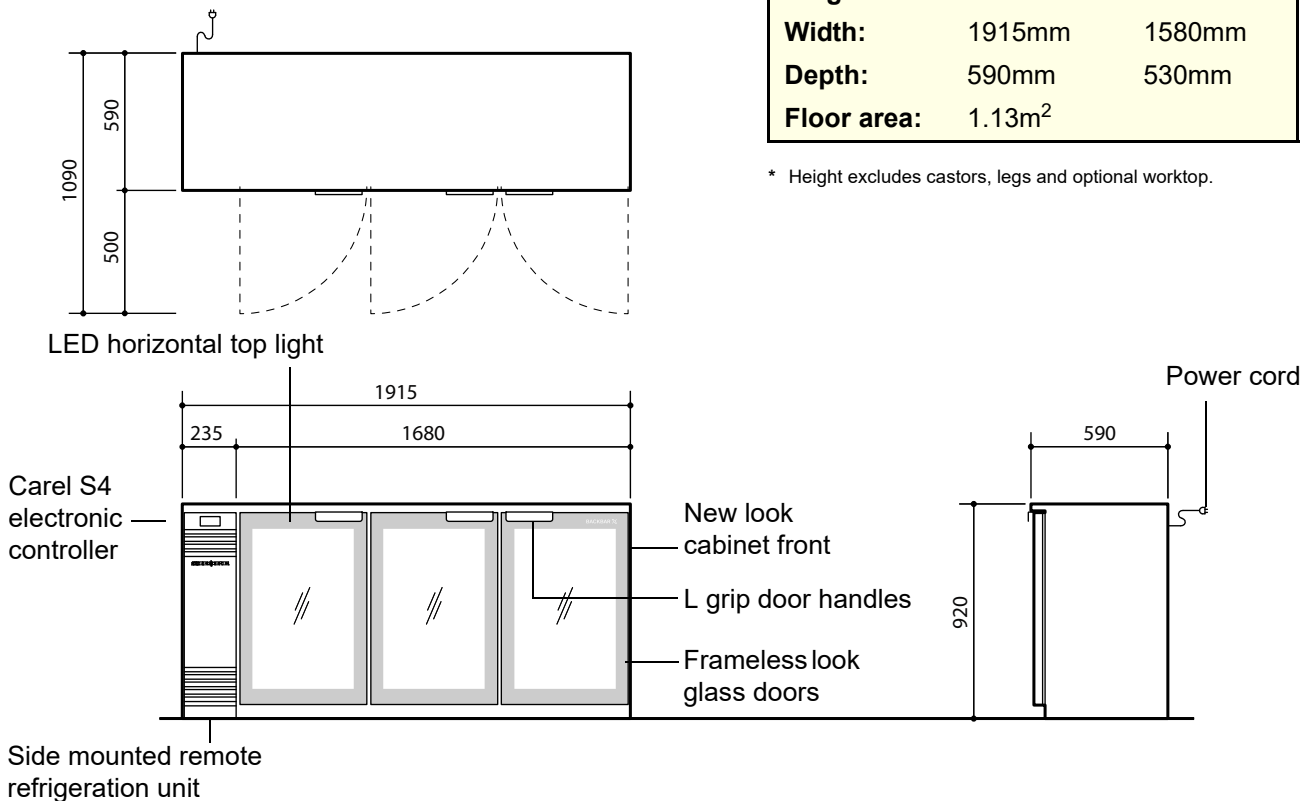 Width: 1915mm 1580mm
Depth: 590mm 530mm
Floor area: 1.13m2
* Height excludes castors, legs and optional worktop.
590
1090
500
LED horizontal top light
Power cord
1915
235 1680
590
Carel S4
electronic
controller
New look
cabinet front
L grip door handles
920
Frameless look
glass doors
Side mounted remote
refrigeration unit